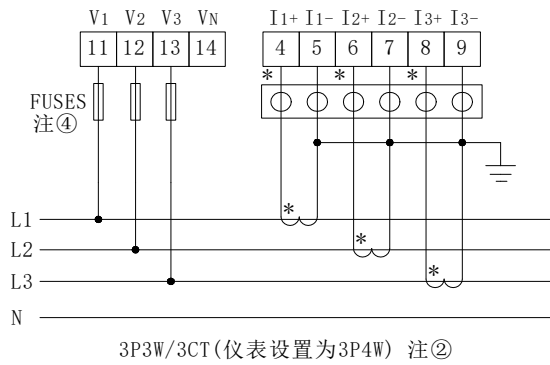 V1 V2 V3 VN I1+ I1- I2+ I2- I3+ I3-
11 12 13 14 4 5 6 7 8 9
* * *
FUSES
注④
*
L1
*
L2
*
L3
N
3P3W/3CT(仪表设置为3P4W) 注②